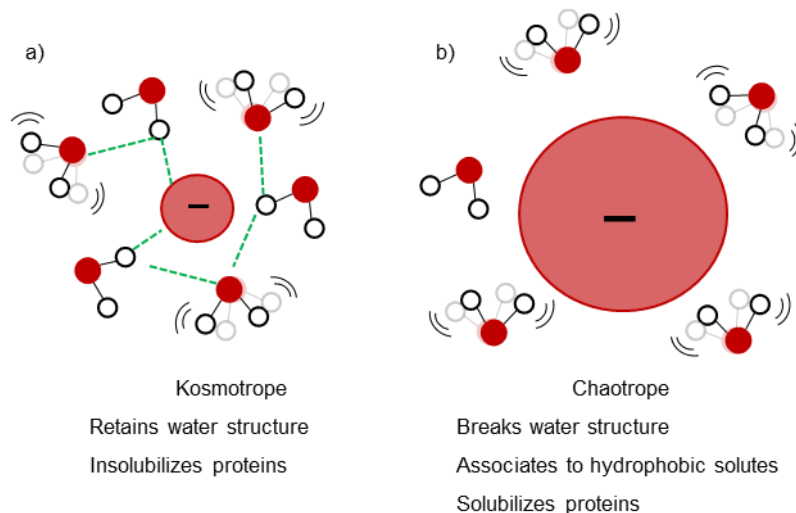 a)
Kosmotrope
Retains water structure
Insolubilizes proteins
b)
Chaotrope
Breaks water structure
Associates to hydrophobic solutes
Solubilizes proteins